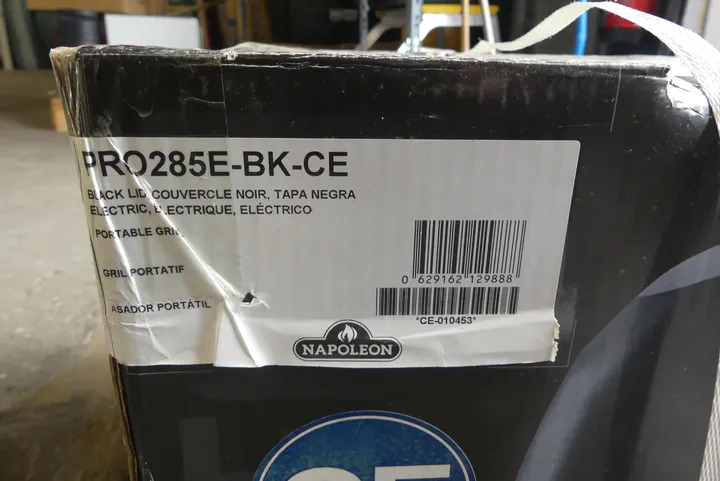 PRO285E-BK-CE
BLACK LID COUVERCLE NOIR, TAPA NEGRA
ELECTRIC, ÉLECTRIQUE, ELÉCTRICO
PORTABLE GRILL
GRIL PORTATIF
ASADOR PORTÁTIL
0 629162 129888
*CE-010453*
NAPOLEON